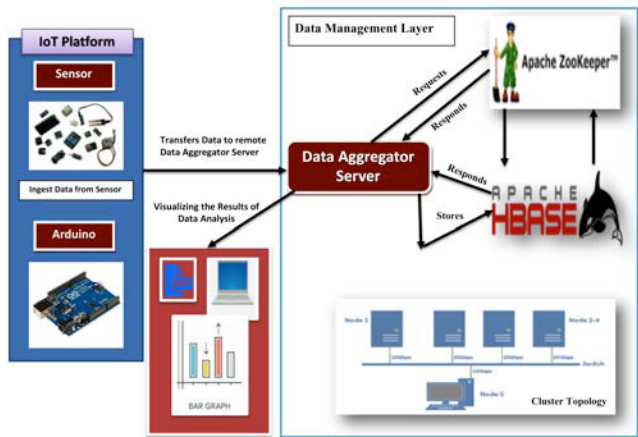 IoT Platform
Sensor
Ingest Data from Sensor
Arduino
Transfers Data to remote
Data Aggregator Server
Visualizing the Results of
Data Analysis
BAR GRAPH
Data Management Layer
Requests
Responds
Apache ZooKeeper™
Data Aggregator
Server
Responds
Stores
APACHE
HBASE
Node 1
Node 2-4
Switch
Node 5
Cluster Topology